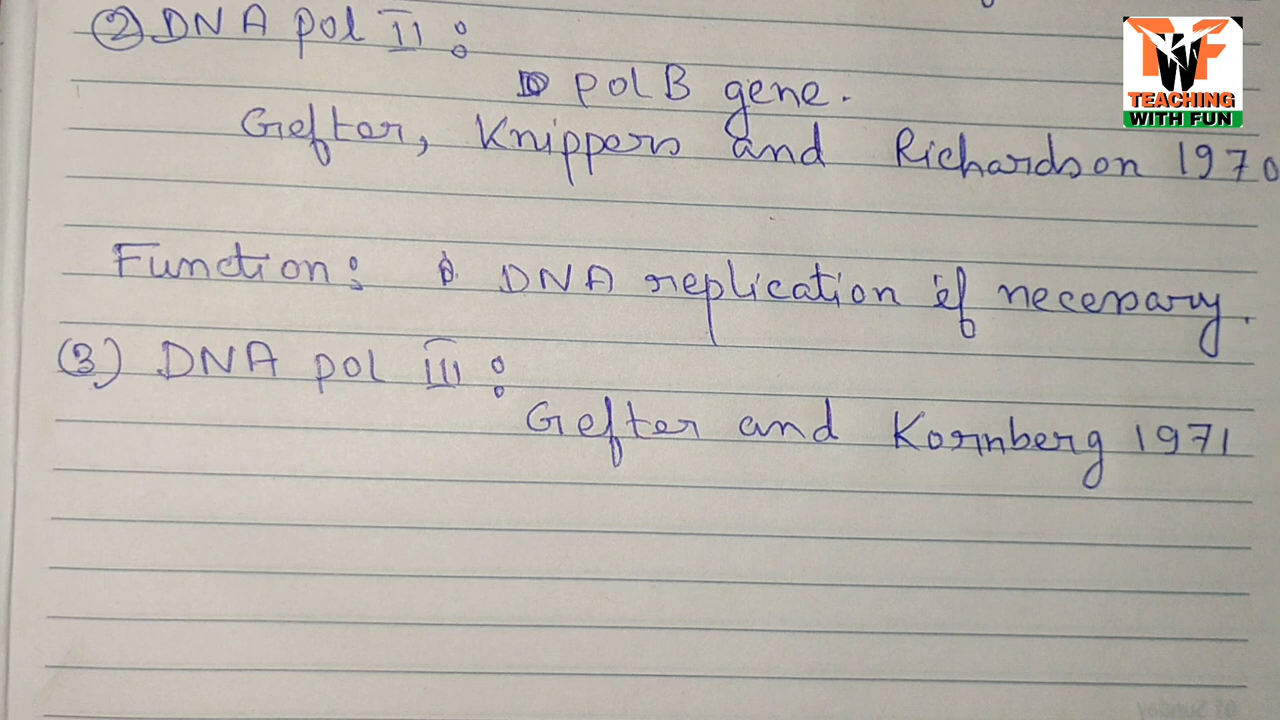 ② DNA pol II :
pol B gene.
Gefter, Knippers and Richardson 1970
Function : DNA replication if necessary.
(3) DNA pol III :
Gefter and Kornberg 1971
TWF
TEACHING
WITH FUN